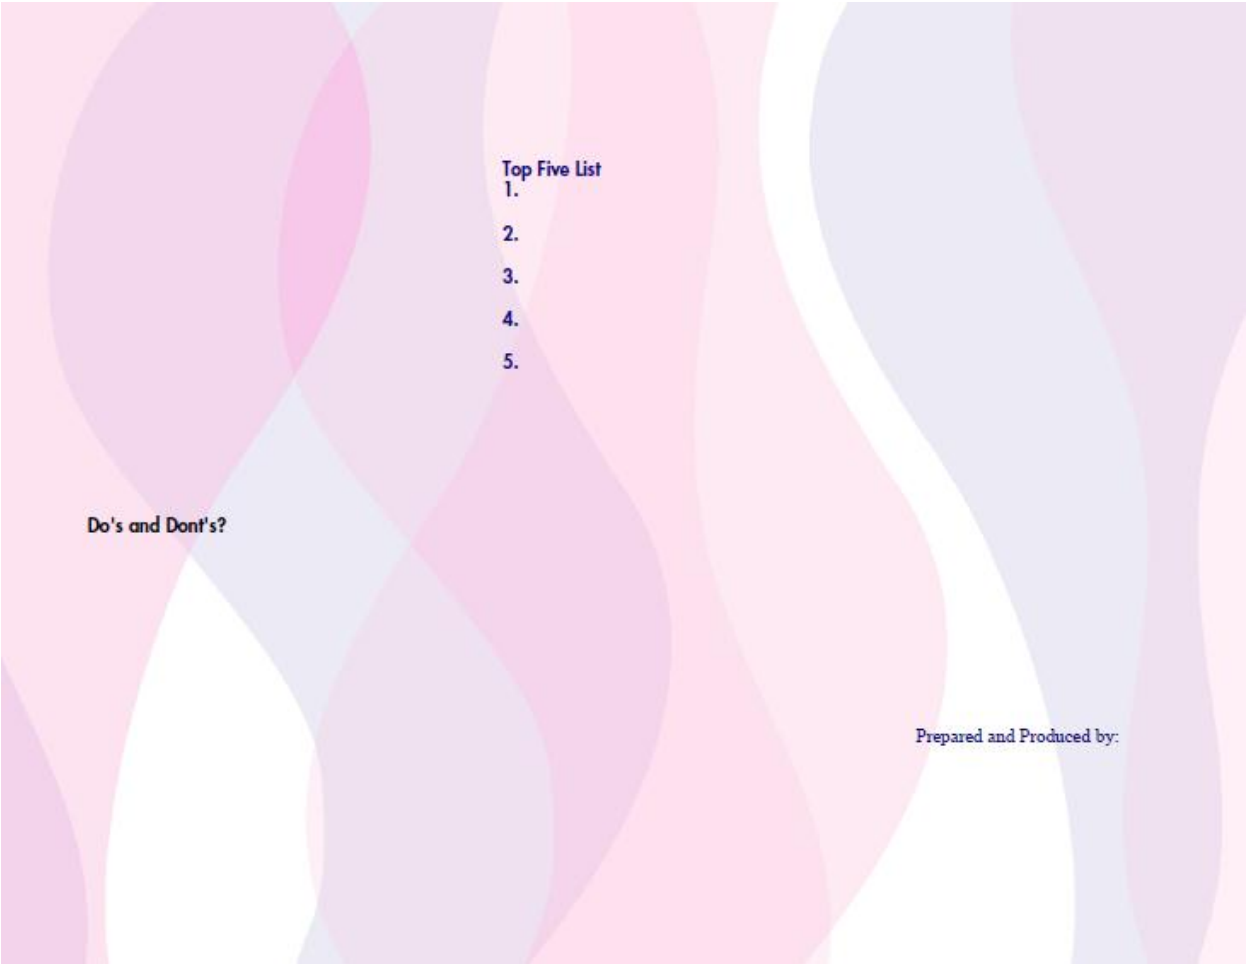 Top Five List
1.
2.
3.
4.
5.
Do's and Dont's?
Prepared and Produced by: